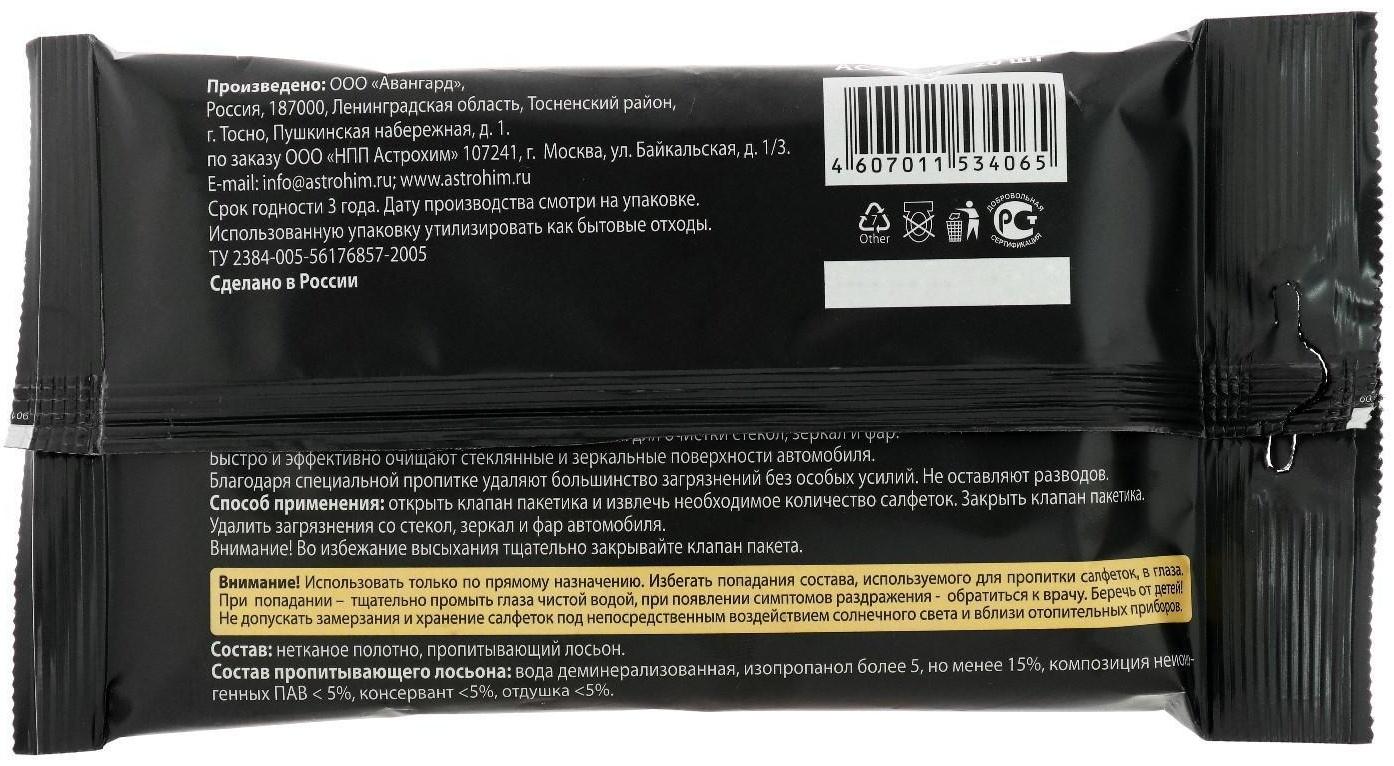 Произведено: ООО «Авангард»,
Россия, 187000, Ленинградская область, Тосненский район,
г. Тосно, Пушкинская набережная, д. 1.
по заказу ООО «НПП Астрохим» 107241, г. Москва, ул. Байкальская, д. 1/3.
E-mail: info@astrohim.ru; www.astrohim.ru
Срок годности 3 года. Дату производства смотри на упаковке.
Использованную упаковку утилизировать как бытовые отходы.
ТУ 2384-005-56176857-2005
Сделано в России
4 607011 534065
7
Other
ДОБРОВОЛЬНАЯ
РСТ
СЕРТИФИКАЦИЯ
для очистки стекол, зеркал и фар.
Быстро и эффективно очищают стеклянные и зеркальные поверхности автомобиля.
Благодаря специальной пропитке удаляют большинство загрязнений без особых усилий. Не оставляют разводов.
Способ применения: открыть клапан пакетика и извлечь необходимое количество салфеток. Закрыть клапан пакетика.
Удалить загрязнения со стекол, зеркал и фар автомобиля.
Внимание! Во избежание высыхания тщательно закрывайте клапан пакета.
Внимание! Использовать только по прямому назначению. Избегать попадания состава, используемого для пропитки салфеток, в глаза.
При попадании – тщательно промыть глаза чистой водой, при появлении симптомов раздражения - обратиться к врачу. Беречь от детей!
Не допускать замерзания и хранение салфеток под непосредственным воздействием солнечного света и вблизи отопительных приборов.
Состав: нетканое полотно, пропитывающий лосьон.
Состав пропитывающего лосьона: вода деминерализованная, изопропанол более 5, но менее 15%, композиция неионо-
генных ПАВ < 5%, консервант <5%, отдушка <5%.